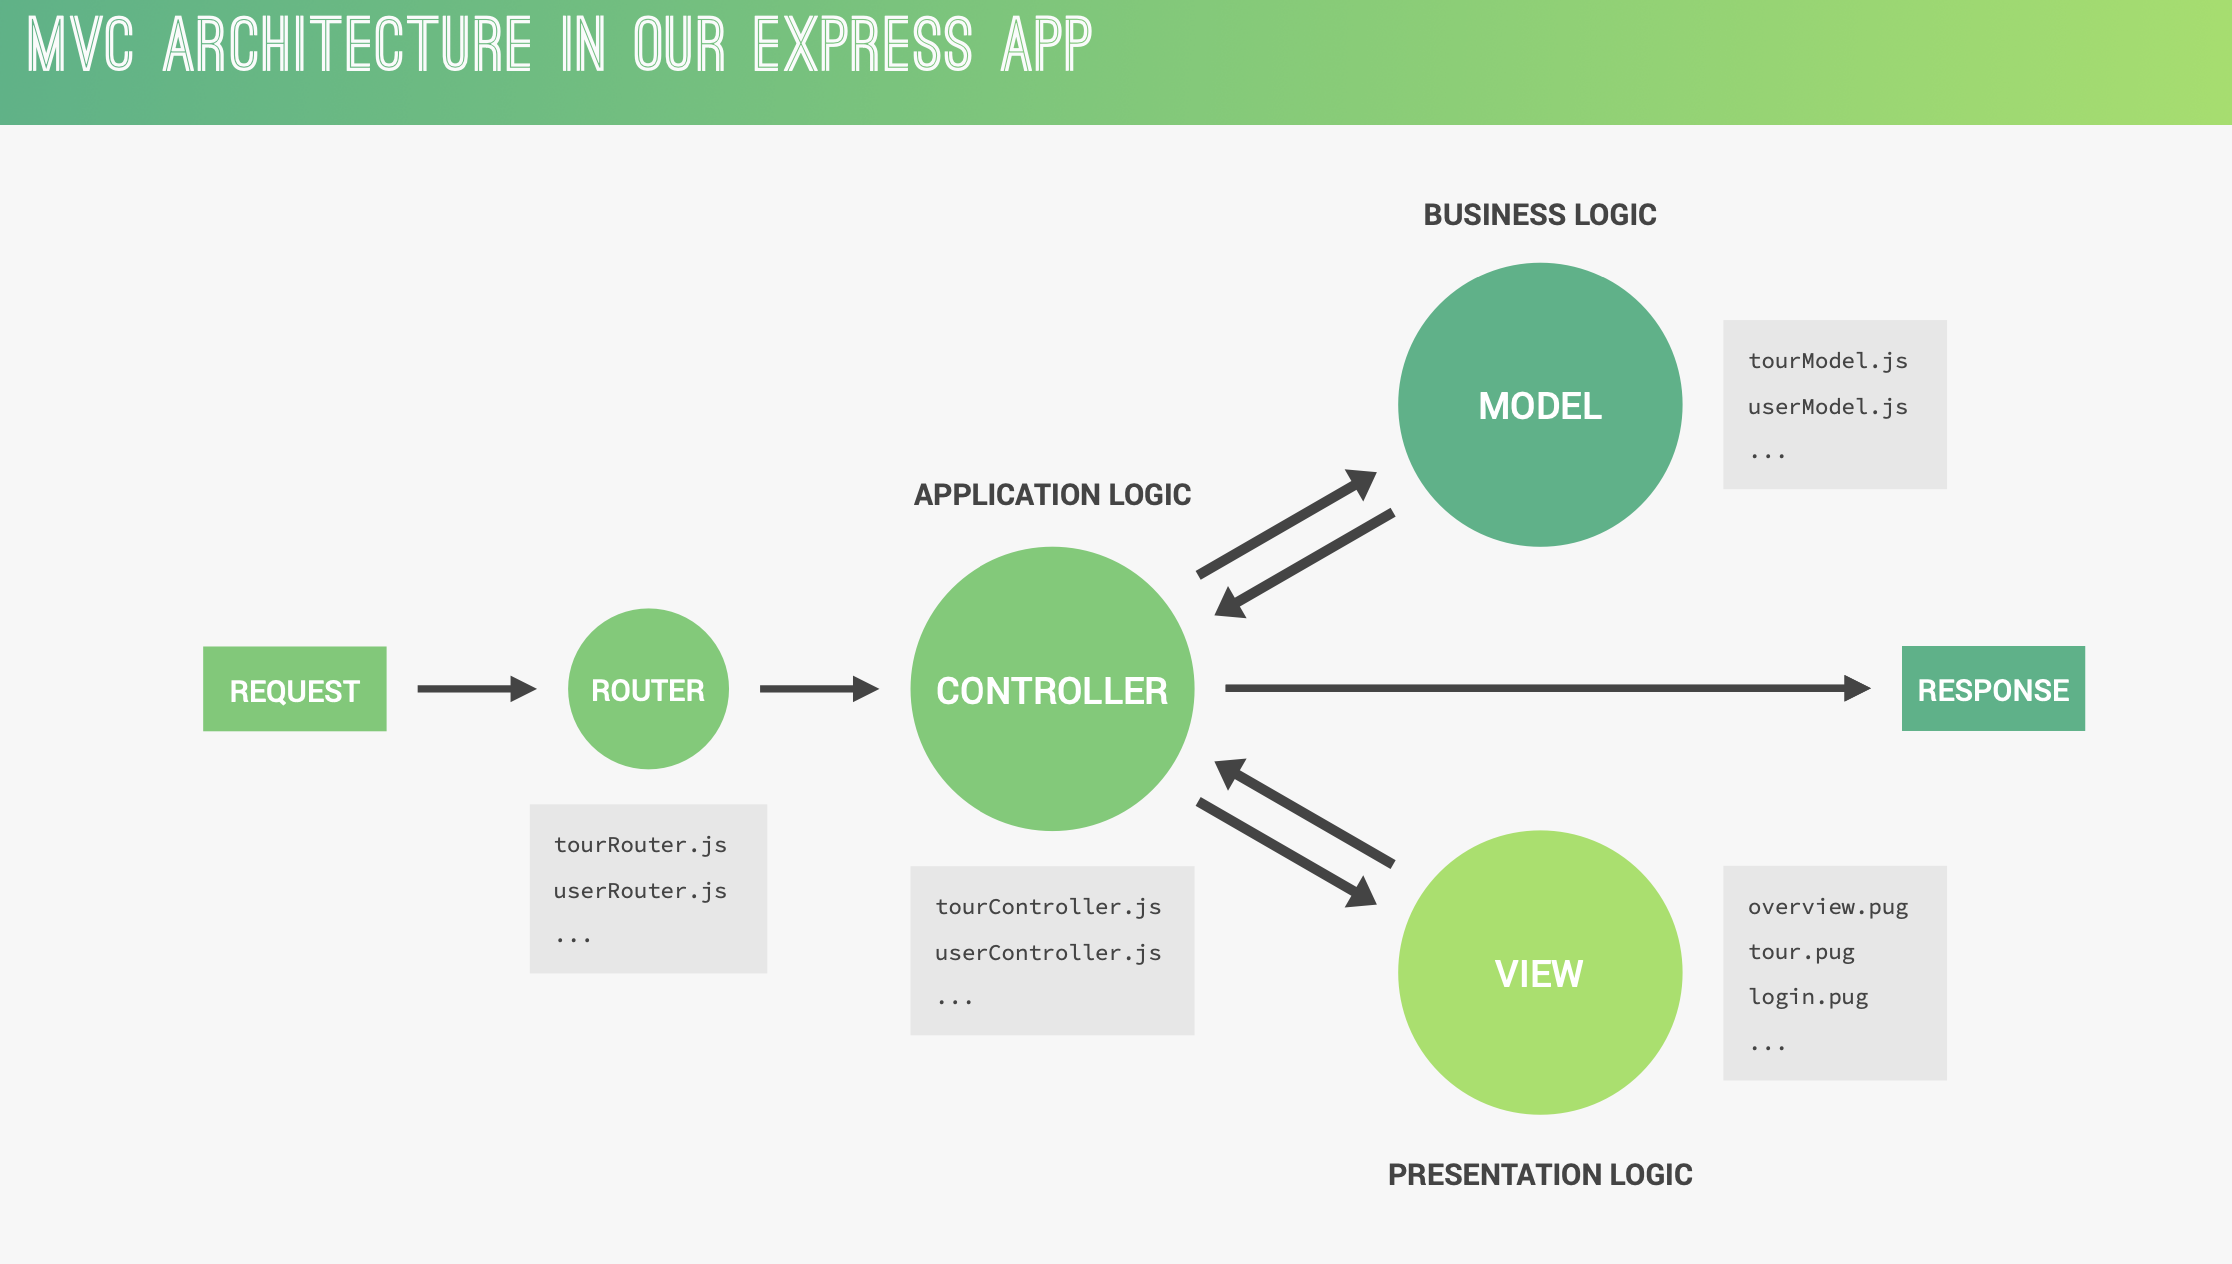 MVC ARCHITECTURE IN OUR EXPRESS APP
BUSINESS LOGIC
MODEL
tourModel.js
userModel.js
...
APPLICATION LOGIC
REQUEST
ROUTER
CONTROLLER
RESPONSE
tourRouter.js
userRouter.js
...
tourController.js
userController.js
...
VIEW
overview.pug
tour.pug
login.pug
...
PRESENTATION LOGIC